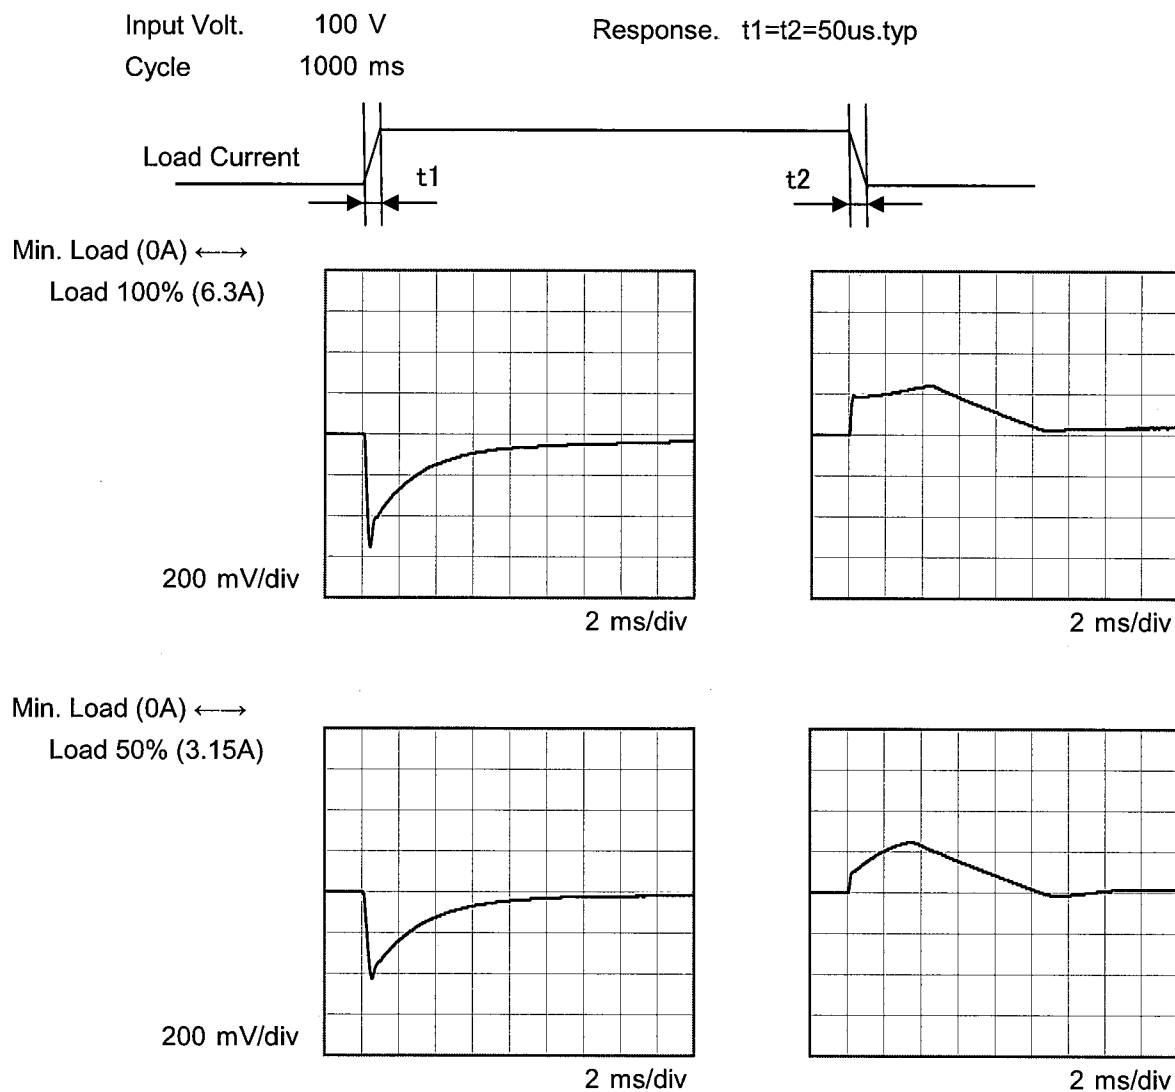 Input Volt. 100 V Response. t1=t2=50us.typ
Cycle 1000 ms
Load Current
t1
t2
Min. Load (0A) ←→
Load 100% (6.3A)
200 mV/div
2 ms/div
2 ms/div
Min. Load (0A) ←→
Load 50% (3.15A)
200 mV/div
2 ms/div
2 ms/div